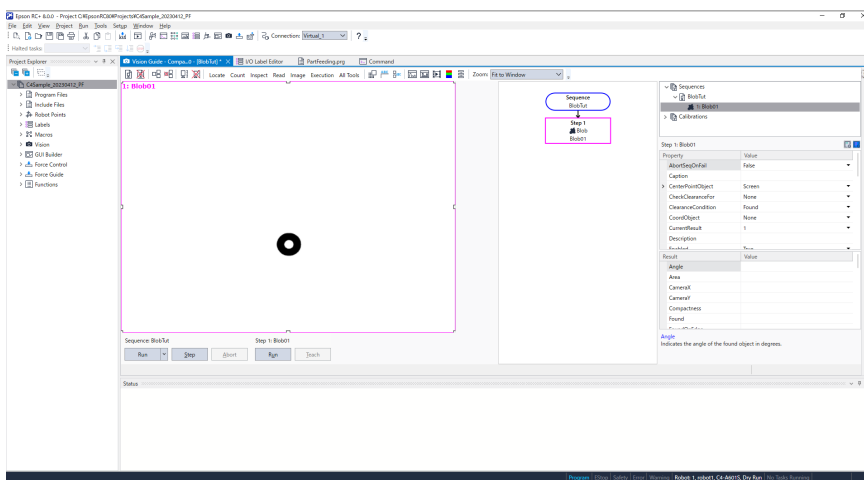 Epson RC+ 8.0.0 - Project C:¥EpsonRC80¥Projects¥C4Sample_20230412_PF
File Edit View Project Run Tools Setup Window Help
Connection: Virtual_1
Halted tasks:
Project Explorer
Vision Guide - Compa...0 - [BlobTut] * I/O Label Editor PartFeeding.prg Command
Locate Count Inspect Read Image Execution All Tools Zoom: Fit to Window
C4Sample_20230412_PF
Program Files
Include Files
Robot Points
Labels
Macros
Vision
GUI Builder
Force Control
Force Guide
Functions
1: Blob01
Sequence: BlobTut Step 1: Blob01
Run Step Abort Run Teach
Sequence
BlobTut
Step 1
Blob
Blob01
Sequences
BlobTut
1: Blob01
Calibrations
Step 1: Blob01
Property Value
AbortSeqOnFail False
Caption
CenterPointObject Screen
CheckClearanceFor None
ClearanceCondition Found
CoordObject None
CurrentResult 1
Description
Enabled True
Result Value
Angle
Area
CameraX
CameraY
Compactness
Found
FoundOnEdge
Angle
Indicates the angle of the found object in degrees.
Status
Program EStop Safety Error Warning Robot: 1, robot1, C4-A601S, Dry Run No Tasks Running